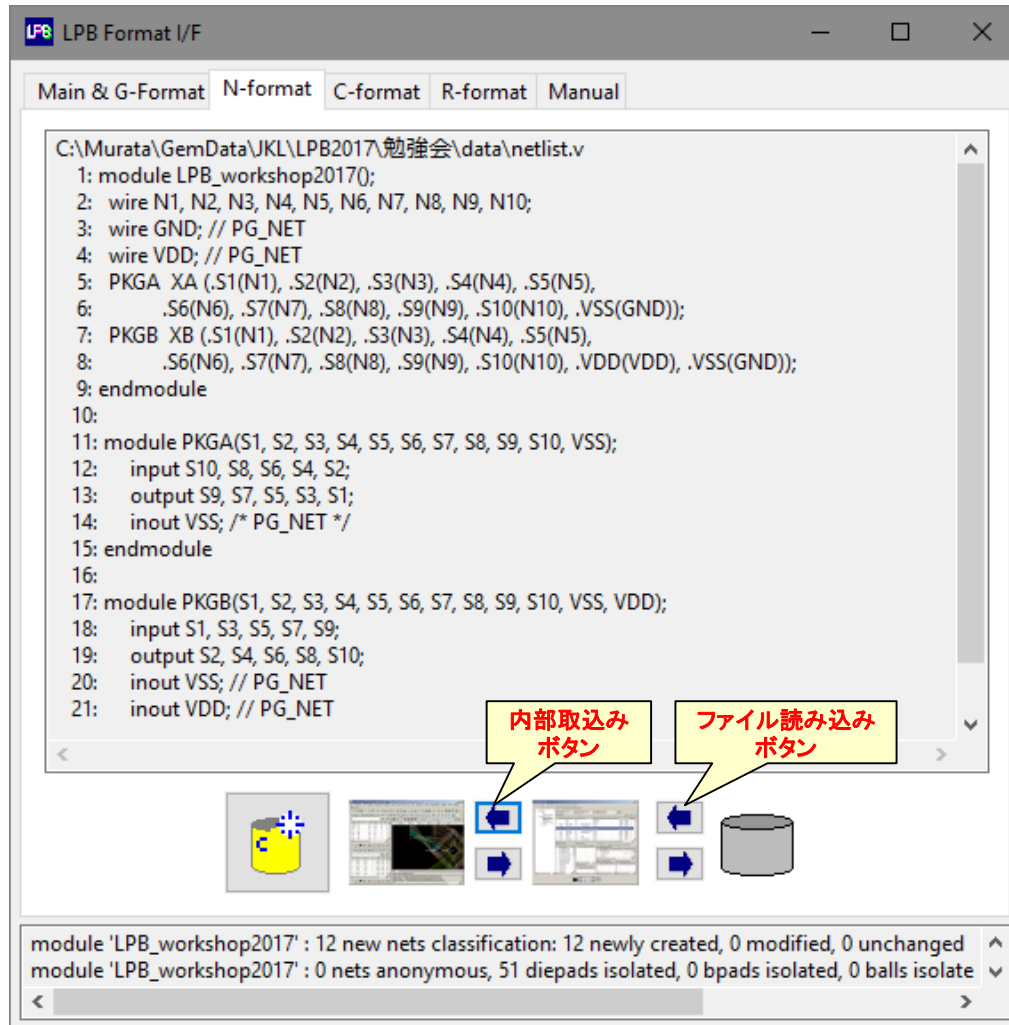 LPB LPB Format I/F
Main & G-Format N-format C-format R-format Manual
C:\Murata\GemData\JKL\LPB2017\勉強会\data\netlist.v
1: module LPB_workshop2017();
2: wire N1, N2, N3, N4, N5, N6, N7, N8, N9, N10;
3: wire GND; // PG_NET
4: wire VDD; // PG_NET
5: PKGA XA (.S1(N1), .S2(N2), .S3(N3), .S4(N4), .S5(N5),
6: .S6(N6), .S7(N7), .S8(N8), .S9(N9), .S10(N10), .VSS(GND));
7: PKGB XB (.S1(N1), .S2(N2), .S3(N3), .S4(N4), .S5(N5),
8: .S6(N6), .S7(N7), .S8(N8), .S9(N9), .S10(N10), .VDD(VDD), .VSS(GND));
9: endmodule
10:
11: module PKGA(S1, S2, S3, S4, S5, S6, S7, S8, S9, S10, VSS);
12: input S10, S8, S6, S4, S2;
13: output S9, S7, S5, S3, S1;
14: inout VSS; /* PG_NET */
15: endmodule
16:
17: module PKGB(S1, S2, S3, S4, S5, S6, S7, S8, S9, S10, VSS, VDD);
18: input S1, S3, S5, S7, S9;
19: output S2, S4, S6, S8, S10;
20: inout VSS; // PG_NET
21: inout VDD; // PG_NET
内部取込み
ボタン
ファイル読み込み
ボタン
C
module 'LPB_workshop2017' : 12 new nets classification: 12 newly created, 0 modified, 0 unchanged
module 'LPB_workshop2017' : 0 nets anonymous, 51 diepads isolated, 0 bpads isolated, 0 balls isolate